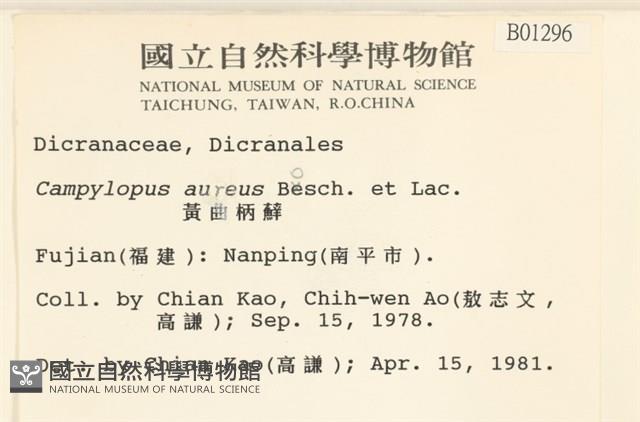 B01296
國立自然科學博物館
NATIONAL MUSEUM OF NATURAL SCIENCE
TAICHUNG, TAIWAN, R.O.CHINA
Dicranaceae, Dicranales
Campylopus aureus Besch. et Lac.
黃曲柄蘚
Fujian(福建): Nanping(南平市).
Coll. by Chian Kao, Chih-wen Ao(敖志文,
高謙); Sep. 15, 1978.
Det. by Chian Kao(高謙); Apr. 15, 1981.
國立自然科學博物館
NATIONAL MUSEUM OF NATURAL SCIENCE